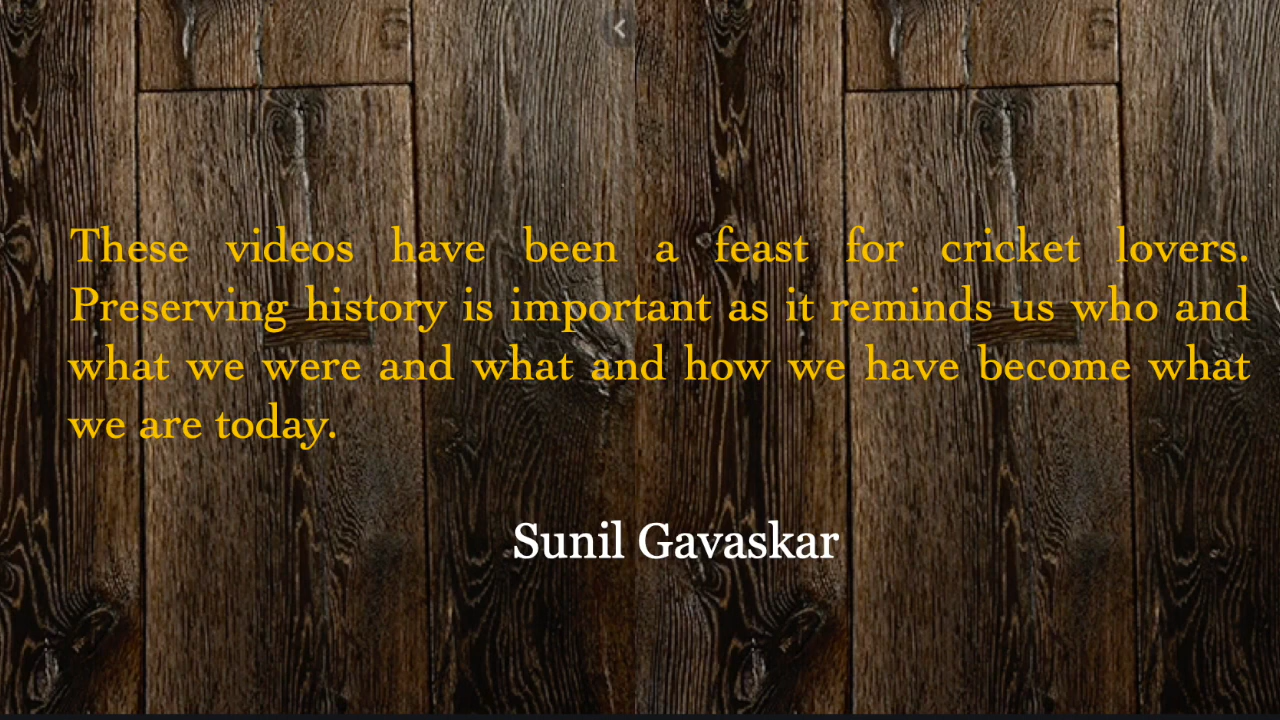 These videos have been a feast for cricket lovers.
Preserving history is important as it reminds us who and
what we were and what and how we have become what
we are today.
Sunil Gavaskar